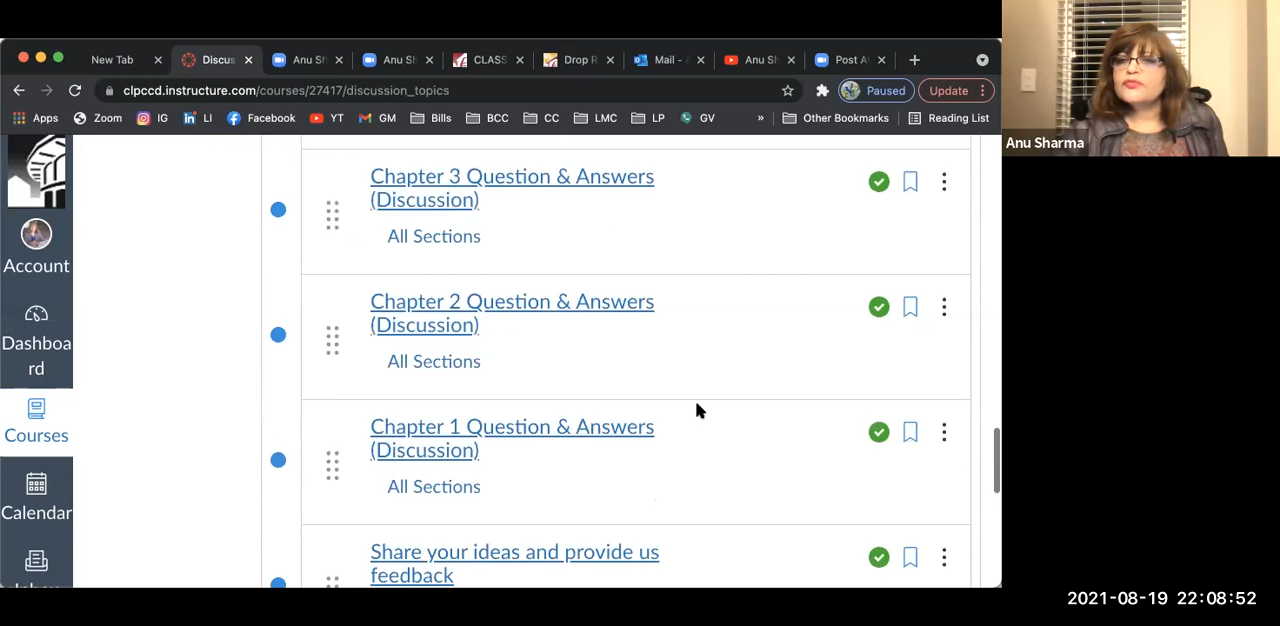 New Tab
Discus
Anu Sh
Anu Sh
CLASS
Drop R
Mail -
Anu Sh
Post A
clpccd.instructure.com/courses/27417/discussion_topics
Paused
Update
Apps
Zoom
IG
LI
Facebook
YT
GM
Bills
BCC
CC
LMC
LP
GV
»
Other Bookmarks
Reading List
Anu Sharma
Account
Dashboa
rd
Courses
Calendar
Chapter 3 Question & Answers
(Discussion)
All Sections
Chapter 2 Question & Answers
(Discussion)
All Sections
Chapter 1 Question & Answers
(Discussion)
All Sections
Share your ideas and provide us
feedback
2021-08-19 22:08:52